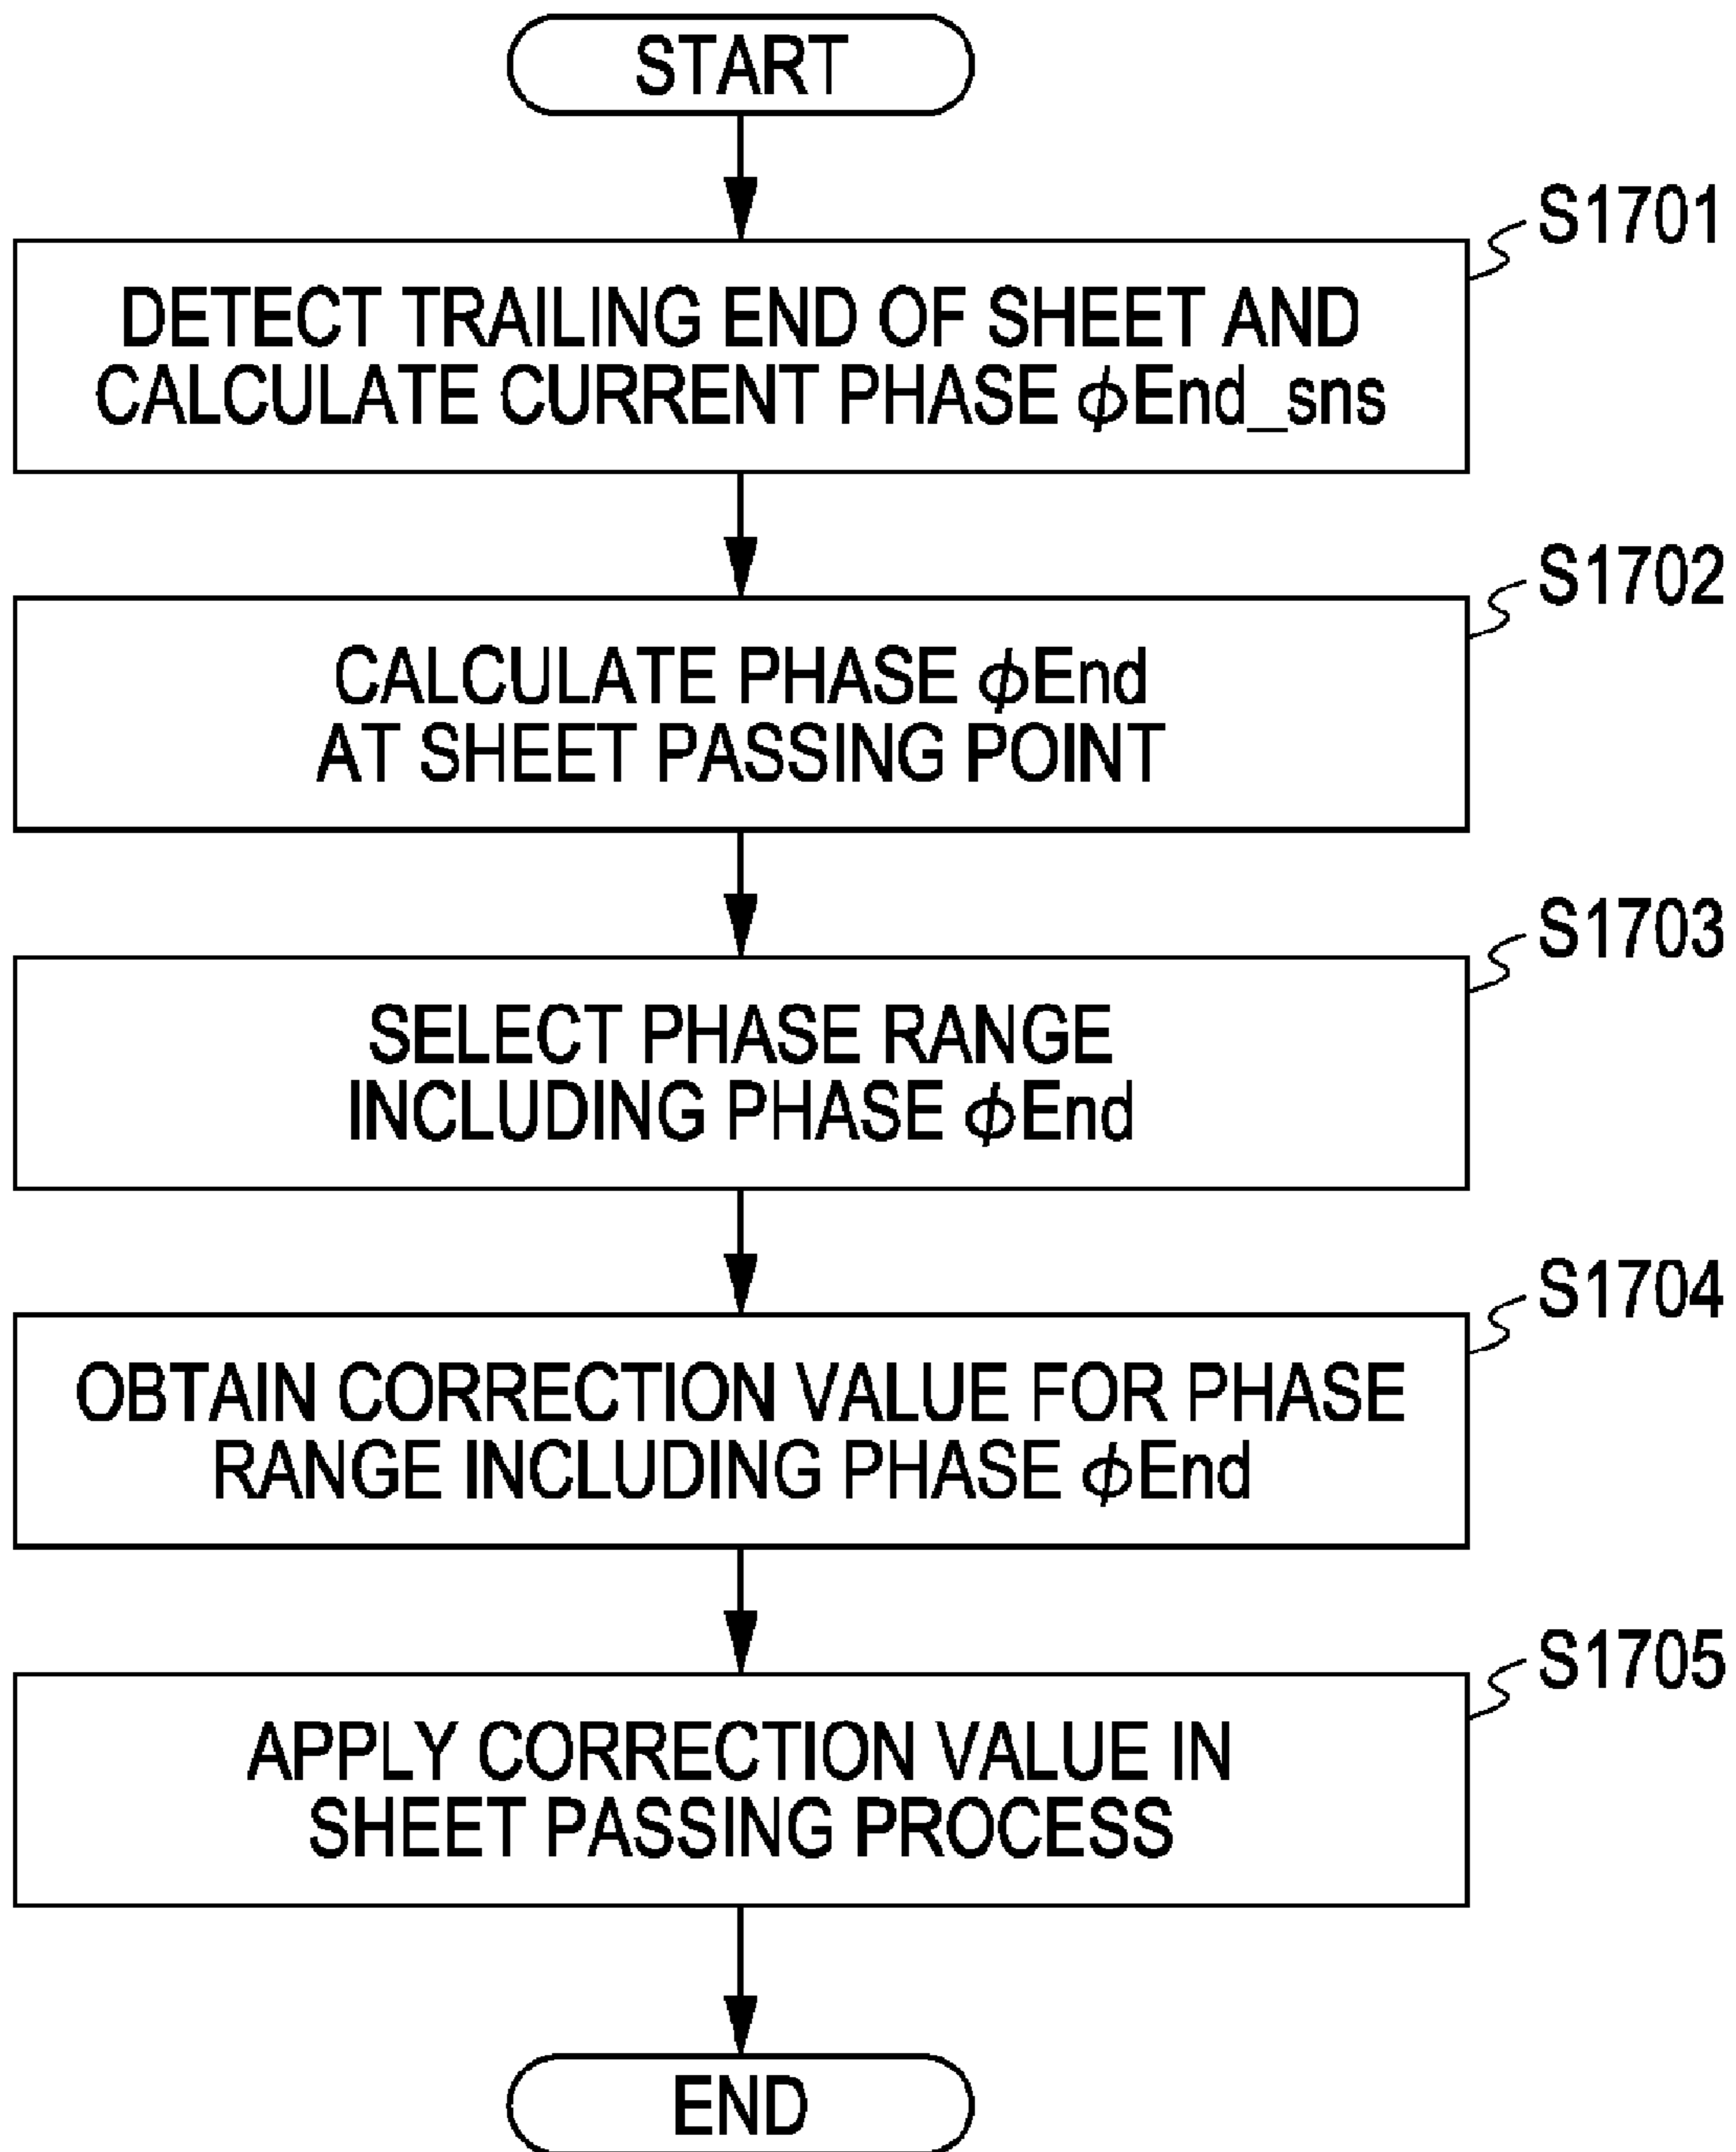 START
S1701
DETECT TRAILING END OF SHEET AND
CALCULATE CURRENT PHASE ϕEnd_sns
S1702
CALCULATE PHASE ϕEnd
AT SHEET PASSING POINT
S1703
SELECT PHASE RANGE
INCLUDING PHASE ϕEnd
S1704
OBTAIN CORRECTION VALUE FOR PHASE
RANGE INCLUDING PHASE ϕEnd
S1705
APPLY CORRECTION VALUE IN
SHEET PASSING PROCESS
END